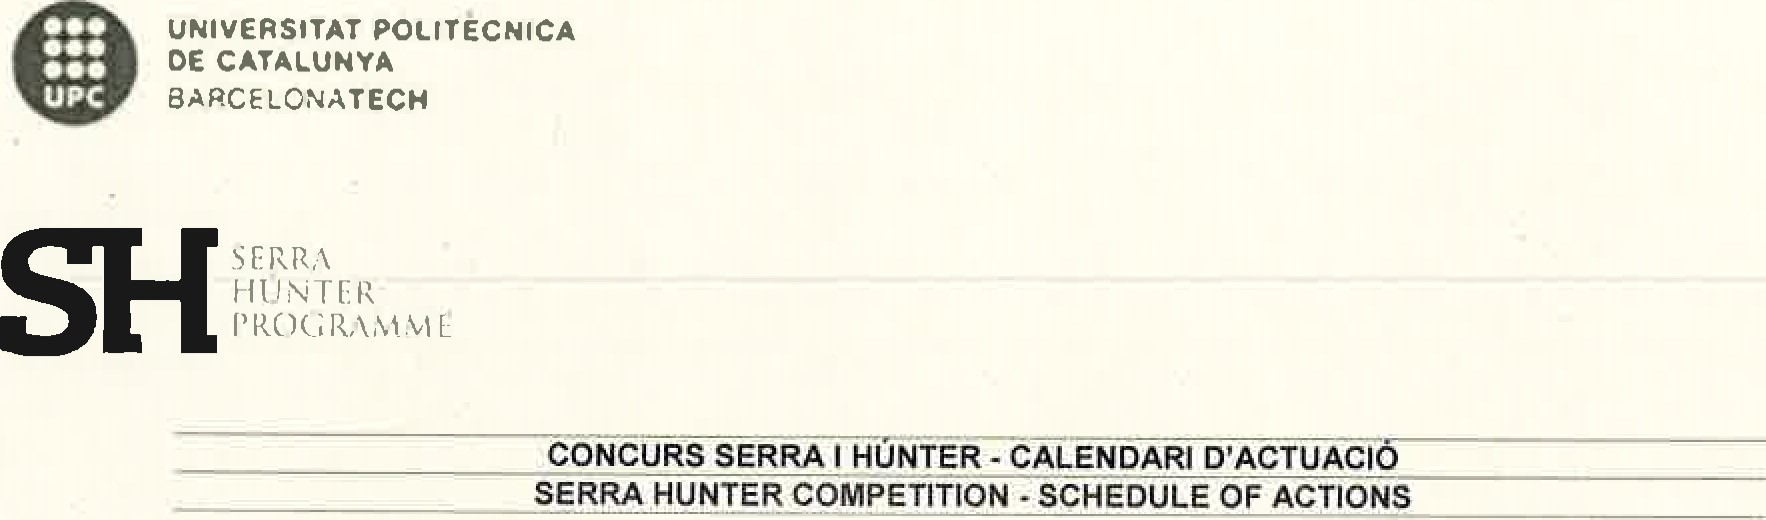 UPC
UNIVERSITAT POLITÈCNICA
DE CATALUNYA
BARCELONATECH
SH
SERRA
HÚNTER
PROGRAMME
CONCURS SERRA I HÚNTER - CALENDARI D'ACTUACIÓ
SERRA HUNTER COMPETITION - SCHEDULE OF ACTIONS